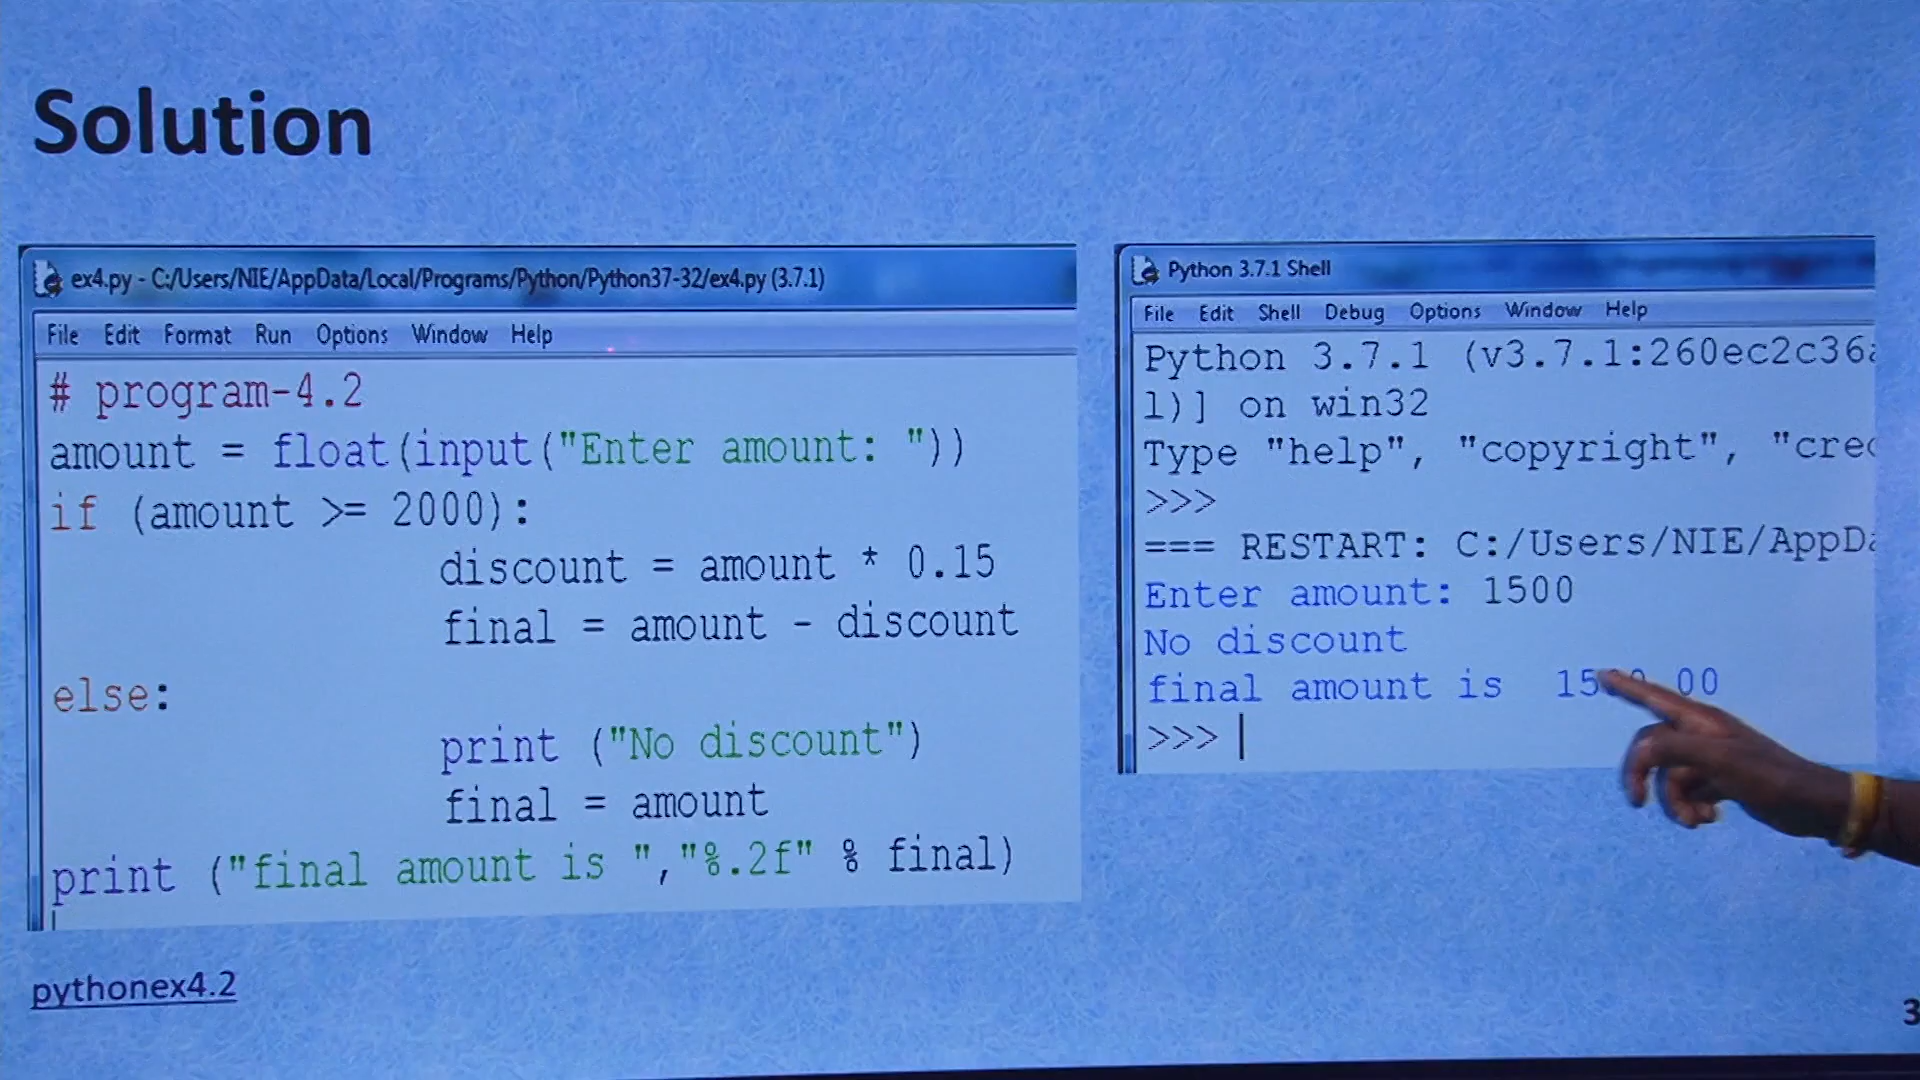 Solution
ex4.py - C:/Users/NIE/AppData/Local/Programs/Python/Python37-32/ex4.py (3.7.1)
File Edit Format Run Options Window Help
# program-4.2
amount = float(input("Enter amount: "))
if (amount >= 2000):
discount = amount * 0.15
final = amount - discount
else:
print ("No discount")
final = amount
print ("final amount is ","%.2f" % final)
pythonex4.2
Python 3.7.1 Shell
File Edit Shell Debug Options Window Help
Python 3.7.1 (v3.7.1:260ec2c36
1)] on win32
Type "help", "copyright", "cre
>>>
=== RESTART: C:/Users/NIE/AppD
Enter amount: 1500
No discount
final amount is
>>>
3